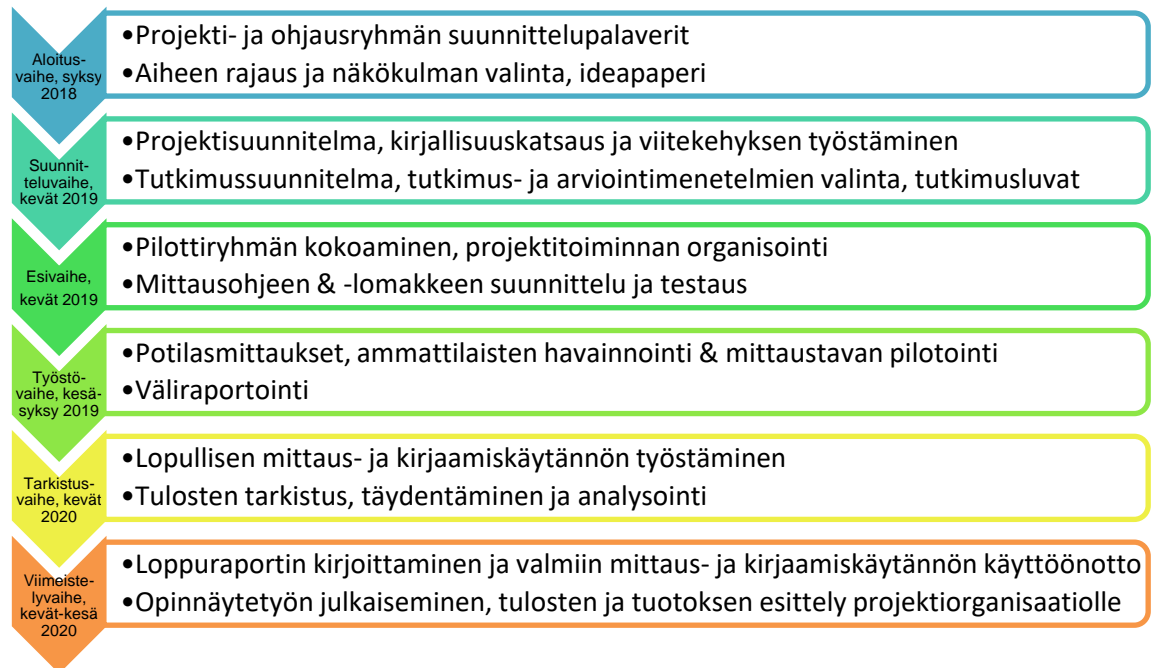 Aloitus-
vaihe, syksy
2018
•Projekti- ja ohjausryhmän suunnittelupalaverit
•Aiheen rajaus ja näkökulman valinta, ideapaperi
Suunnit-
teluvaihe,
kevät 2019
•Projektisuunnitelma, kirjallisuuskatsaus ja viitekehyksen työstäminen
•Tutkimussuunnitelma, tutkimus- ja arviointimenetelmien valinta, tutkimusluvat
Esivaihe,
kevät 2019
•Pilottiryhmän kokoaminen, projektitoiminnan organisointi
•Mittausohjeen & -lomakkeen suunnittelu ja testaus
Työstö-
vaihe, kesä-
syksy 2019
•Potilasmittaukset, ammattilaisten havainnointi & mittaustavan pilotointi
•Väliraportointi
Tarkistus-
vaihe, kevät
2020
•Lopullisen mittaus- ja kirjaamiskäytännön työstäminen
•Tulosten tarkistus, täydentäminen ja analysointi
Viimeiste-
lyvaihe,
kevät-kesä
2020
•Loppuraportin kirjoittaminen ja valmiin mittaus- ja kirjaamiskäytännön käyttöönotto
•Opinnäytetyön julkaiseminen, tulosten ja tuotoksen esittely projektiorganisaatiolle